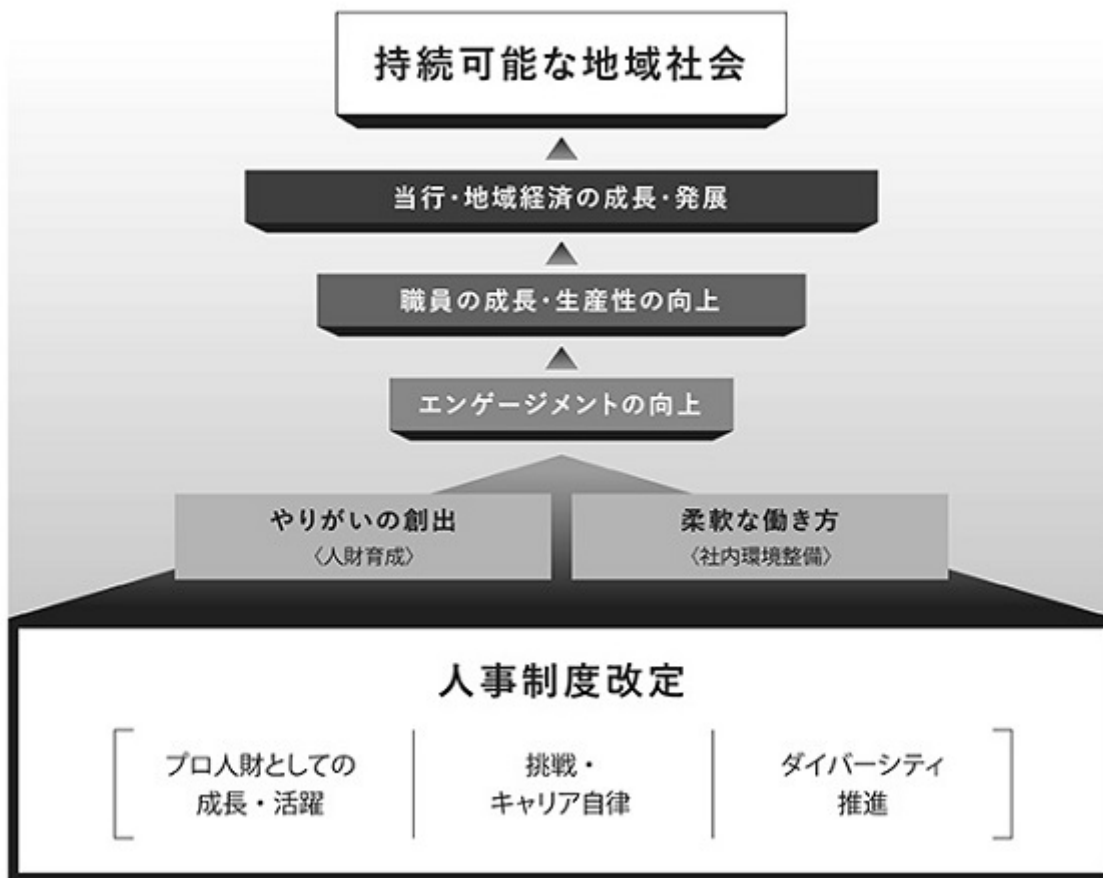 持続可能な地域社会
当行・地域経済の成長・発展
職員の成長・生産性の向上
エンゲージメントの向上
やりがいの創出
〈人財育成〉
柔軟な働き方
〈社内環境整備〉
人事制度改定
プロ人財としての
成長・活躍
挑戦・
キャリア自律
ダイバーシティ
推進